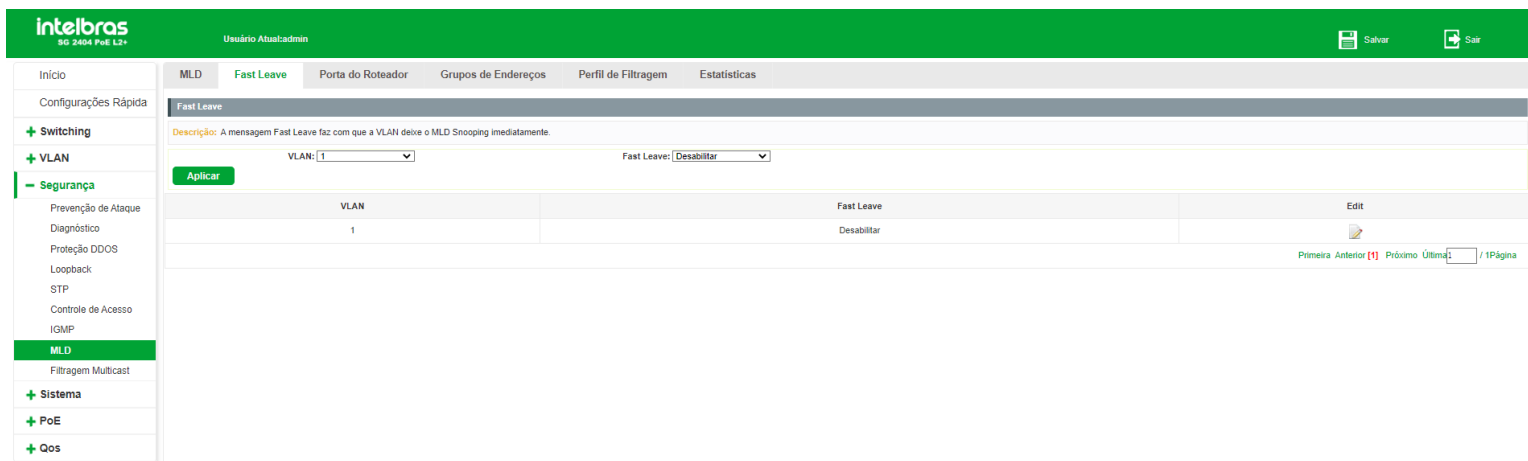 intelbras
SG 2404 PoE L2+
Usuário Atual:admin
Salvar
Sair
Início
Configurações Rápida
Switching
VLAN
Segurança
Prevenção de Ataque
Diagnóstico
Proteção DDOS
Loopback
STP
Controle de Acesso
IGMP
MLD
Filtragem Multicast
Sistema
PoE
Qos
MLD Fast Leave Porta do Roteador Grupos de Endereços Perfil de Filtragem Estatísticas
Fast Leave
Descrição: A mensagem Fast Leave faz com que a VLAN deixe o MLD Snooping imediatamente.
VLAN: 1 Fast Leave: Desabilitar
Aplicar
VLAN Fast Leave Edit
1 Desabilitar
Primeira Anterior [1] Próximo Última 1 / 1Página